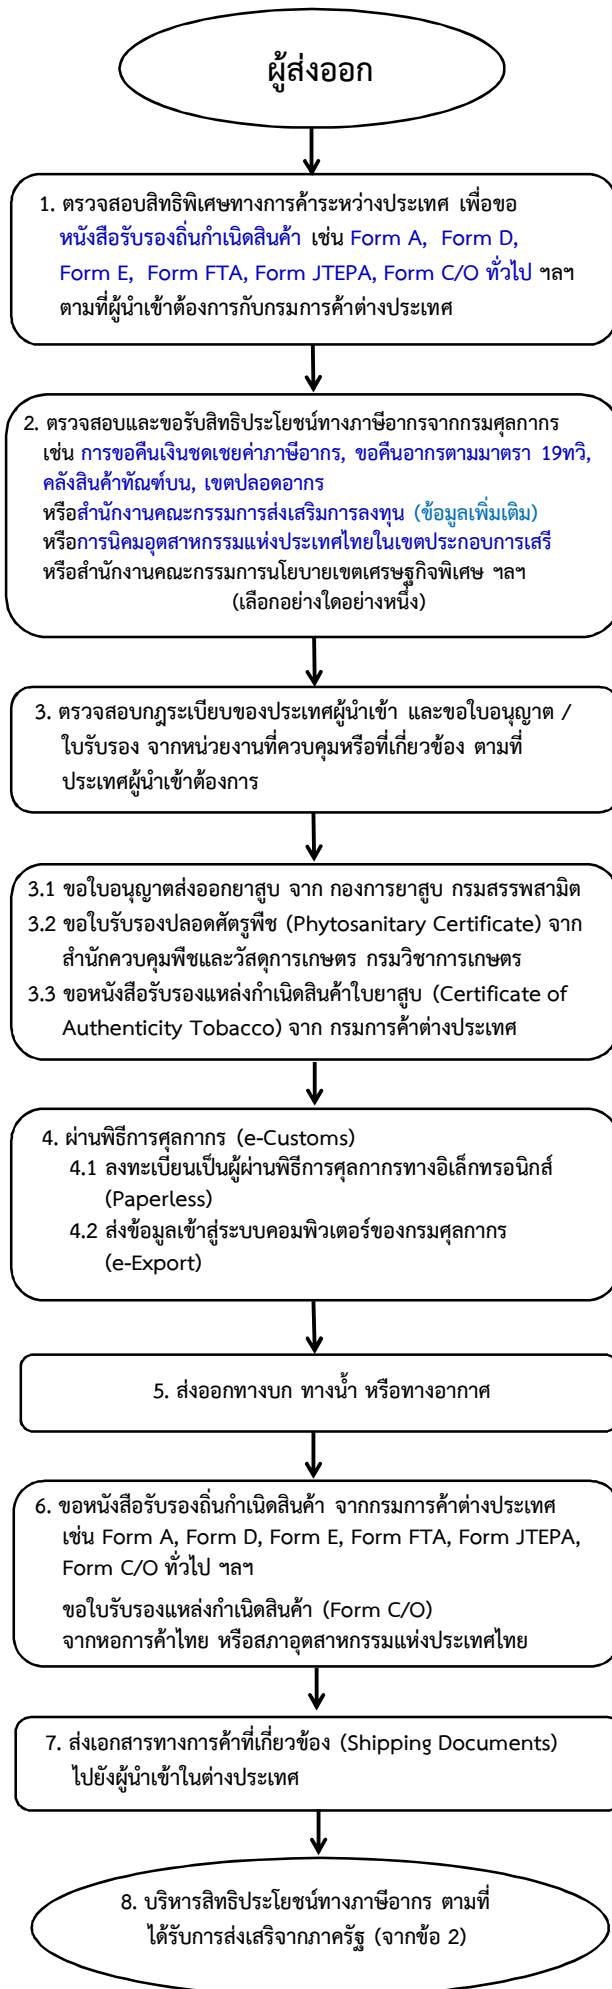 ผู้ส่งออก
1. ตรวจสอบสิทธิพิเศษทางการค้าระหว่างประเทศ เพื่อขอ
หนังสือรับรองถิ่นกำเนิดสินค้า เช่น Form A, Form D,
Form E, Form FTA, Form JTEPA, Form C/O ทั่วไป ฯลฯ
ตามที่ผู้นำเข้าต้องการกับกรมการค้าต่างประเทศ
2. ตรวจสอบและขอรับสิทธิประโยชน์ทางภาษีอากรจากกรมศุลกากร
เช่น การขอคืนเงินชดเชยค่าภาษีอากร, ขอคืนอากรตามมาตรา 19ทวิ,
คลังสินค้าทัณฑ์บน, เขตปลอดอากร
หรือสำนักงานคณะกรรมการส่งเสริมการลงทุน (ข้อมูลเพิ่มเติม)
หรือการนิคมอุตสาหกรรมแห่งประเทศไทยในเขตประกอบการเสรี
หรือสำนักงานคณะกรรมการนโยบายเขตเศรษฐกิจพิเศษ ฯลฯ
(เลือกอย่างใดอย่างหนึ่ง)
3. ตรวจสอบกฎระเบียบของประเทศผู้นำเข้า และขอใบอนุญาต /
ใบรับรอง จากหน่วยงานที่ควบคุมหรือที่เกี่ยวข้อง ตามที่
ประเทศผู้นำเข้าต้องการ
3.1 ขอใบอนุญาตส่งออกยาสูบ จาก กองการยาสูบ กรมสรรพสามิต
3.2 ขอใบรับรองปลอดศัตรูพืช (Phytosanitary Certificate) จาก
สำนักควบคุมพืชและวัสดุการเกษตร กรมวิชาการเกษตร
3.3 ขอหนังสือรับรองแหล่งกำเนิดสินค้าใบยาสูบ (Certificate of
Authenticity Tobacco) จาก กรมการค้าต่างประเทศ
4. ผ่านพิธีการศุลกากร (e-Customs)
4.1 ลงทะเบียนเป็นผู้ผ่านพิธีการศุลกากรทางอิเล็กทรอนิกส์
(Paperless)
4.2 ส่งข้อมูลเข้าสู่ระบบคอมพิวเตอร์ของกรมศุลกากร
(e-Export)
5. ส่งออกทางบก ทางน้ำ หรือทางอากาศ
6. ขอหนังสือรับรองถิ่นกำเนิดสินค้า จากกรมการค้าต่างประเทศ
เช่น Form A, Form D, Form E, Form FTA, Form JTEPA,
Form C/O ทั่วไป ฯลฯ
ขอใบรับรองแหล่งกำเนิดสินค้า (Form C/O)
จากหอการค้าไทย หรือสภาอุตสาหกรรมแห่งประเทศไทย
7. ส่งเอกสารทางการค้าที่เกี่ยวข้อง (Shipping Documents)
ไปยังผู้นำเข้าในต่างประเทศ
8. บริหารสิทธิประโยชน์ทางภาษีอากร ตามที่
ได้รับการส่งเสริจากภาครัฐ (จากข้อ 2)